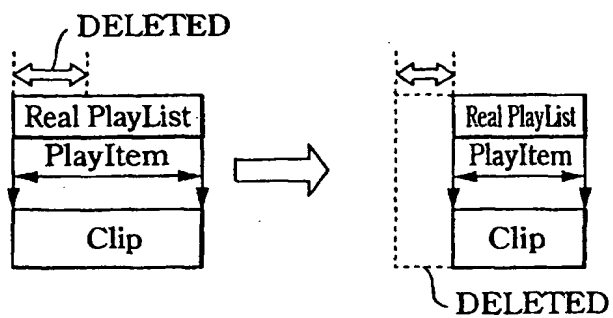 DELETED
Real PlayList
PlayItem
Clip
Real PlayList
PlayItem
Clip
DELETED